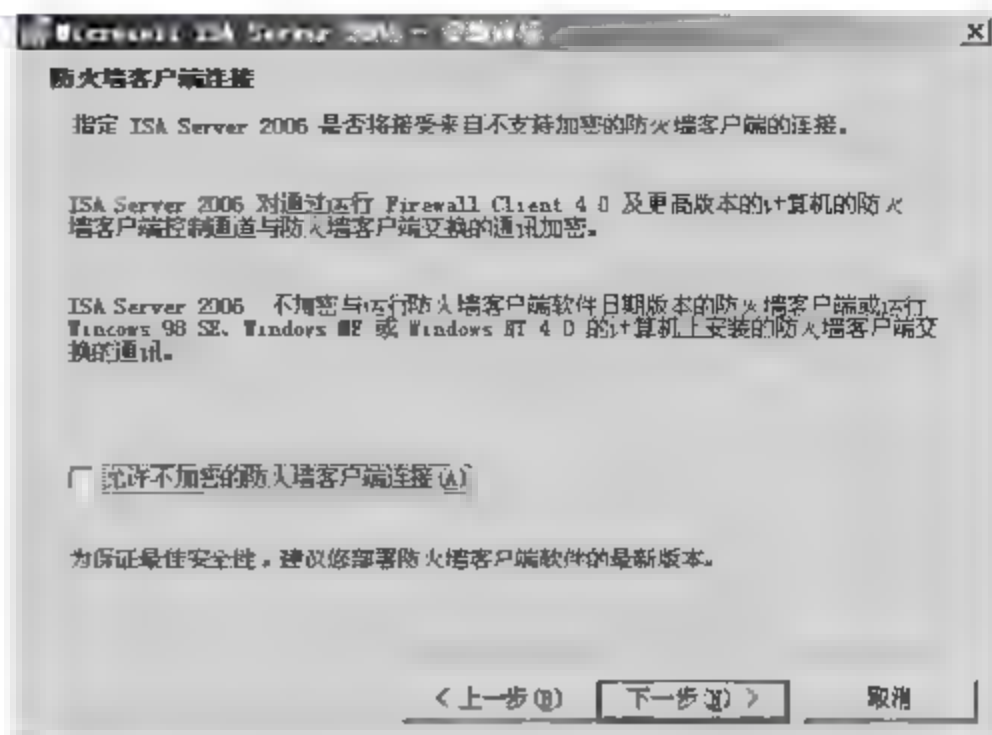 Microsoft ISA Server 2006 - 安装向导
防火墙客户端连接
指定 ISA Server 2006 是否将接受来自不支持加密的防火墙客户端的连接。
ISA Server 2006 对通过运行 Firewall Client 4.0 及更高版本的计算机的防火
墙客户端控制通道与防火墙客户端交换的通讯加密。
ISA Server 2006 不加密与运行防火墙客户端软件日期版本的防火墙客户端或运行
Windows 98 SE、Windows ME 或 Windows NT 4.0 的计算机上安装的防火墙客户端交
换的通讯。
允许不加密的防火墙客户端连接(A)
为保证最佳安全性，建议您部署防火墙客户端软件的最新版本。
< 上一步(B) 下一步(N) > 取消